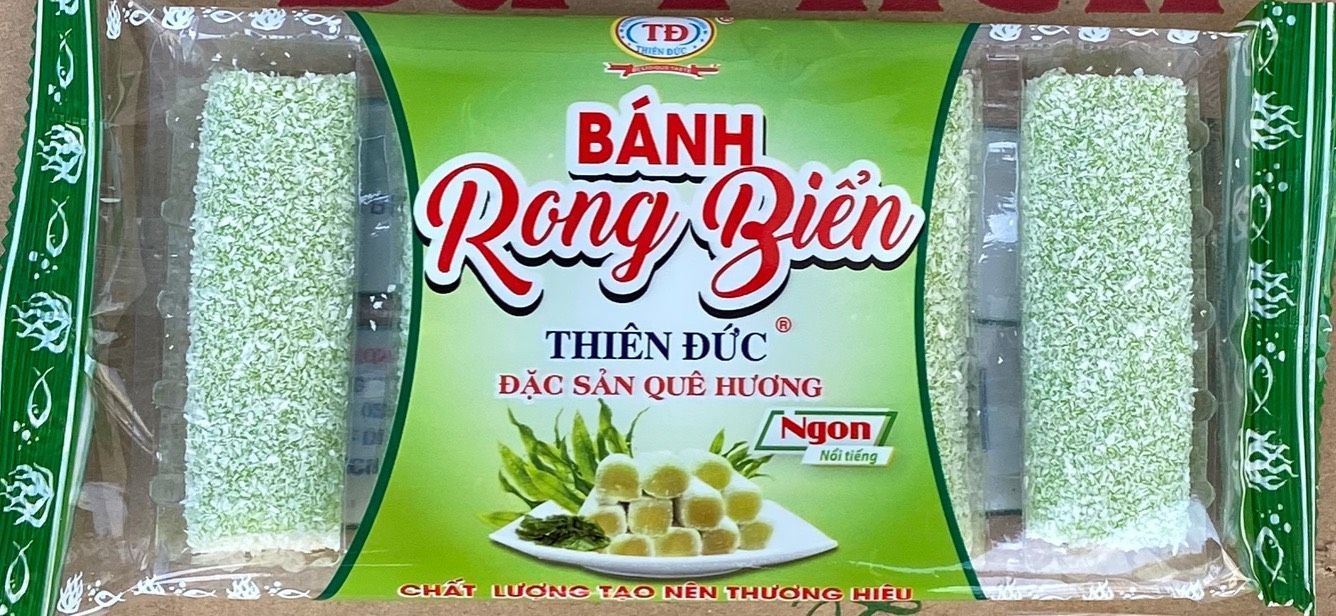 TĐ
®
THIÊN ĐỨC
BÁNH
Rong Biển
THIÊN ĐỨC ®
ĐẶC SẢN QUÊ HƯƠNG
Ngon
Nổi tiếng
CHẤT LƯỢNG TẠO NÊN THƯƠNG HIỆU